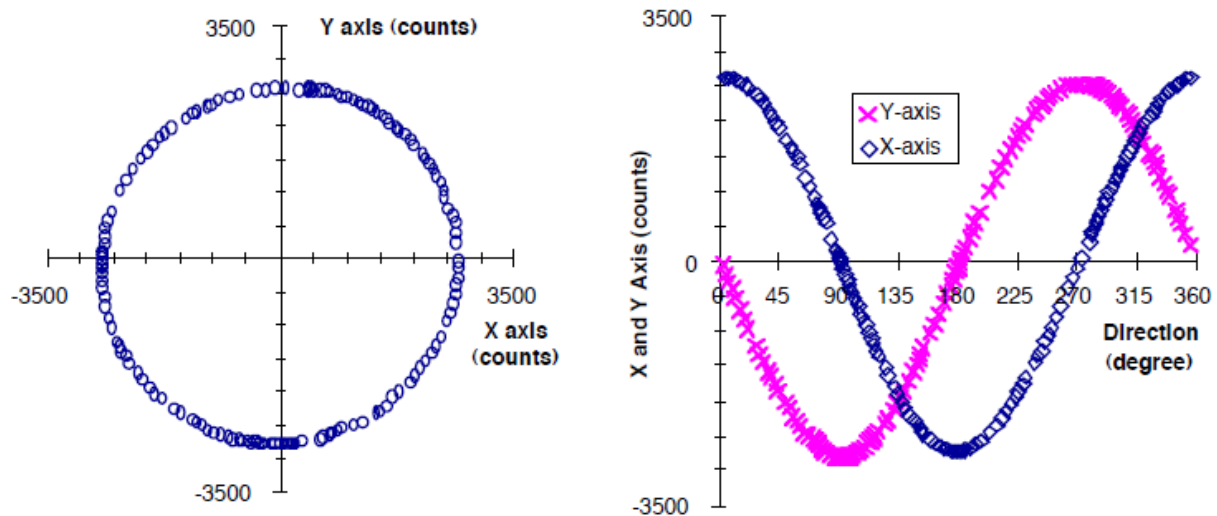 3500
Y axis (counts)
-3500
3500
X axis
(counts)
-3500
3500
X and Y Axis (counts)
Y-axis
X-axis
0
0 45 90 135 180 225 270 315 360
Direction
(degree)
-3500